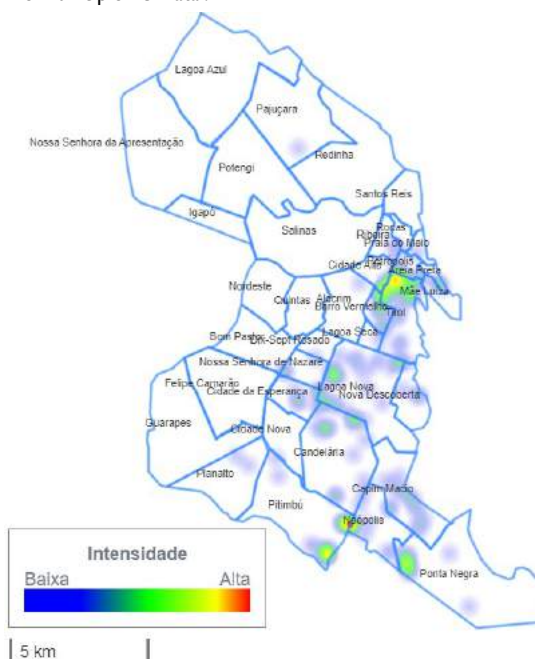 Lagoa Azul
Pajuçara
Nossa Senhora da Apresentação
Redinha
Potengi
Santos Reis
Igapó
Rocas
Salinas
Ribeira
Praia do Meio
Petrópolis
Cidade Alta
Areia Preta
Nordeste
Mãe Luiza
Quintas
Alecrim
Barro Vermelho
Tirol
Lagoa Seca
Bom Pastor
Dix-Sept Rosado
Nossa Senhora de Nazaré
Felipe Camarão
Cidade da Esperança
Lagoa Nova
Nova Descoberta
Guarapes
Cidade Nova
Candelária
Planalto
Capim Macio
Pitimbú
Neópolis
Ponta Negra
Intensidade
Baixa
Alta
5 km